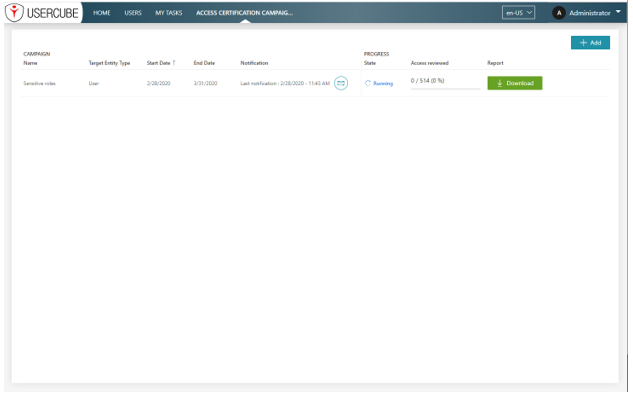 USERCUBE HOME USERS MY TASKS ACCESS CERTIFICATION CAMPAIG... en-US A Administrator
+ Add
CAMPAIGN PROGRESS
Name Target Entity Type Start Date ↑ End Date Notification State Access reviewed Report
Sensitive roles User 2/28/2020 3/31/2020 Last notification : 2/28/2020 - 11:43 AM Running 0 / 514 (0 %) Download